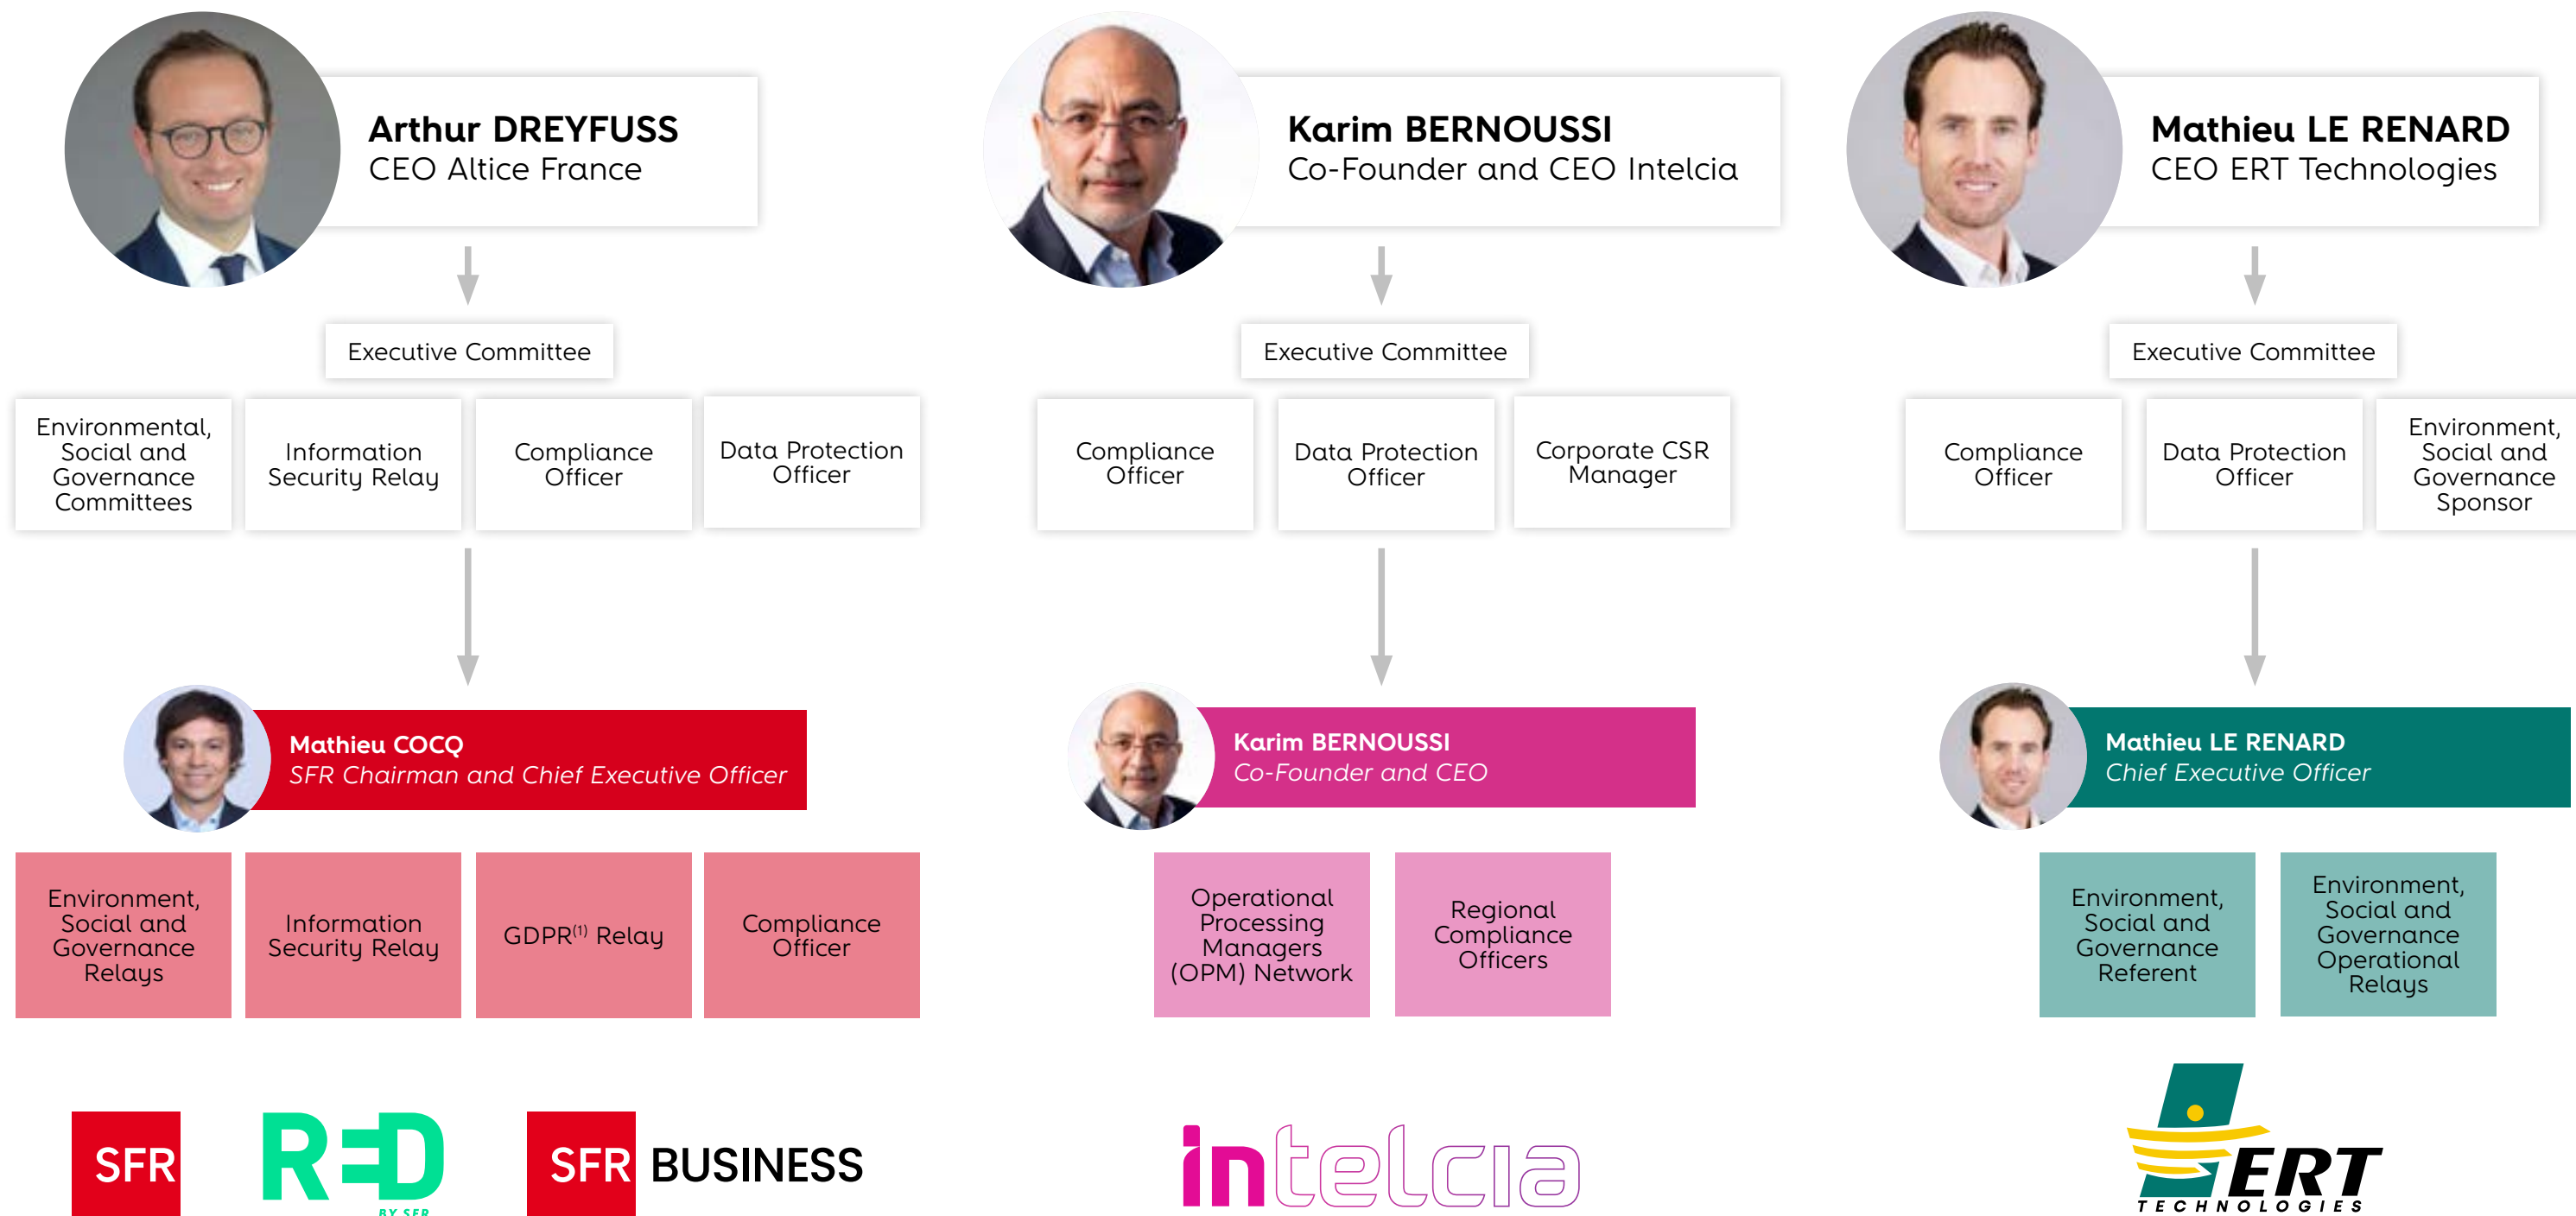 Arthur DREYFUSS
CEO Altice France
Karim BERNOUSSI
Co-Founder and CEO Intelcia
Mathieu LE RENARD
CEO ERT Technologies
Executive Committee
Executive Committee
Executive Committee
Environmental,
Social and
Governance
Committees
Information
Security Relay
Compliance
Officer
Data Protection
Officer
Compliance
Officer
Data Protection
Officer
Corporate CSR
Manager
Compliance
Officer
Data Protection
Officer
Environment,
Social and
Governance
Sponsor
Mathieu COCQ
SFR Chairman and Chief Executive Officer
Karim BERNOUSSI
Co-Founder and CEO
Mathieu LE RENARD
Chief Executive Officer
Environment,
Social and
Governance
Relays
Information
Security Relay
GDPR(1) Relay
Compliance
Officer
Operational
Processing
Managers
(OPM) Network
Regional
Compliance
Officers
Environment,
Social and
Governance
Referent
Environment,
Social and
Governance
Operational
Relays
SFR
RED
BY SFR
SFR BUSINESS
intelcia
ERT
TECHNOLOGIES